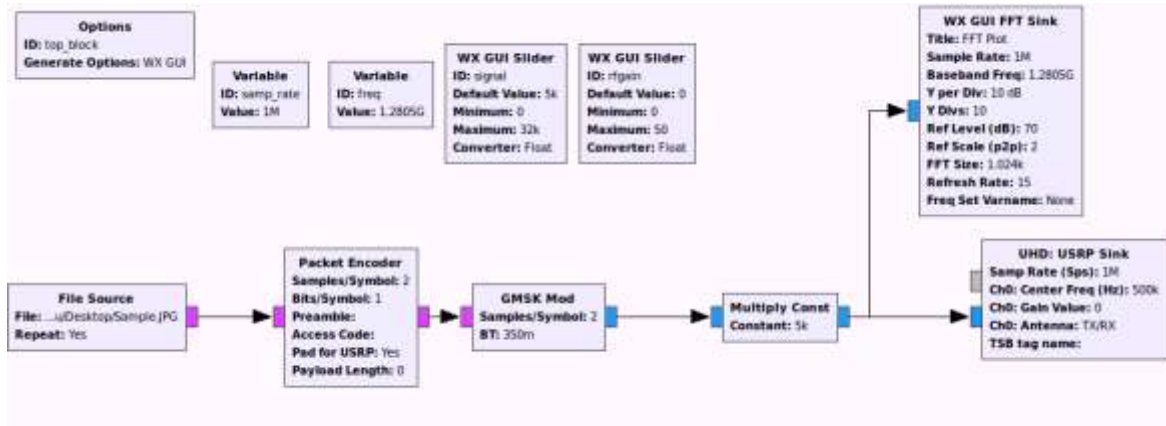 Options
ID: top_block
Generate Options: WX GUI
Variable
ID: samp_rate
Value: 1M
Variable
ID: freq
Value: 1.2805G
WX GUI Slider
ID: signal
Default Value: 5k
Minimum: 0
Maximum: 32k
Converter: Float
WX GUI Slider
ID: rfgain
Default Value: 0
Minimum: 0
Maximum: 50
Converter: Float
WX GUI FFT Sink
Title: FFT Plot
Sample Rate: 1M
Baseband Freq: 1.2805G
Y per Div: 10 dB
Y Divs: 10
Ref Level (dB): 70
Ref Scale (p2p): 2
FFT Size: 1.024k
Refresh Rate: 15
Freq Set Varname: None
File Source
File: ...u/Desktop/Sample.JPG
Repeat: Yes
Packet Encoder
Samples/Symbol: 2
Bits/Symbol: 1
Preamble:
Access Code:
Pad for USRP: Yes
Payload Length: 0
GMSK Mod
Samples/Symbol: 2
BT: 350m
Multiply Const
Constant: 5k
UHD: USRP Sink
Samp Rate (Sps): 1M
Ch0: Center Freq (Hz): 500k
Ch0: Gain Value: 0
Ch0: Antenna: TX/RX
TSB tag name: